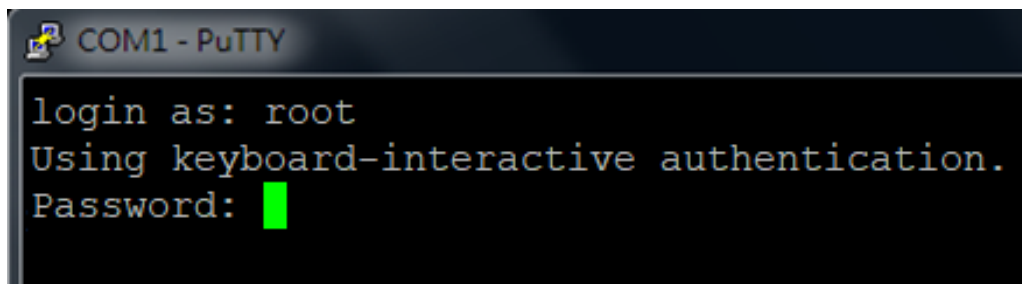 COM1 - PuTTY
login as: root
Using keyboard-interactive authentication.
Password: